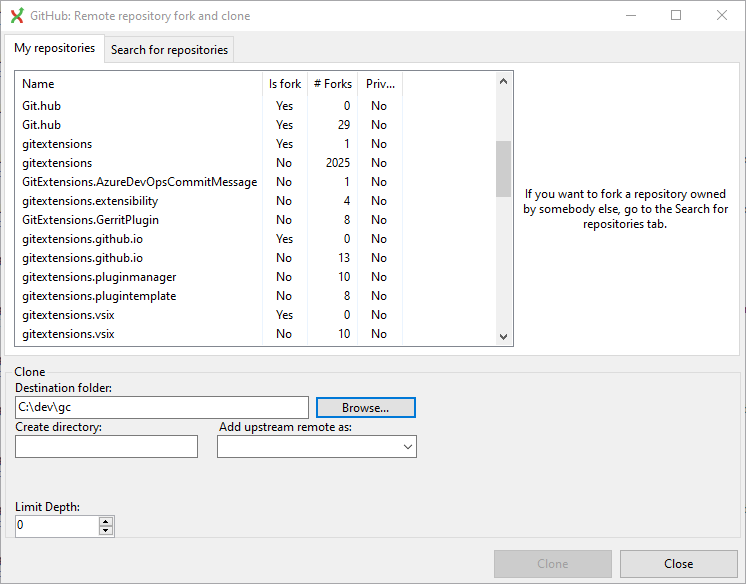 GitHub: Remote repository fork and clone
My repositories Search for repositories
Name Is fork # Forks Priv...
Git.hub Yes 0 No
Git.hub Yes 29 No
gitextensions Yes 1 No
gitextensions No 2025 No
GitExtensions.AzureDevOpsCommitMessage No 1 No
gitextensions.extensibility No 4 No
GitExtensions.GerritPlugin No 8 No
gitextensions.github.io Yes 0 No
gitextensions.github.io No 13 No
gitextensions.pluginmanager No 10 No
gitextensions.plugintemplate No 8 No
gitextensions.vsix Yes 0 No
gitextensions.vsix No 10 No
If you want to fork a repository owned
by somebody else, go to the Search for
repositories tab.
Clone
Destination folder:
C:\dev\gc Browse...
Create directory: Add upstream remote as:
Limit Depth:
0
Clone Close